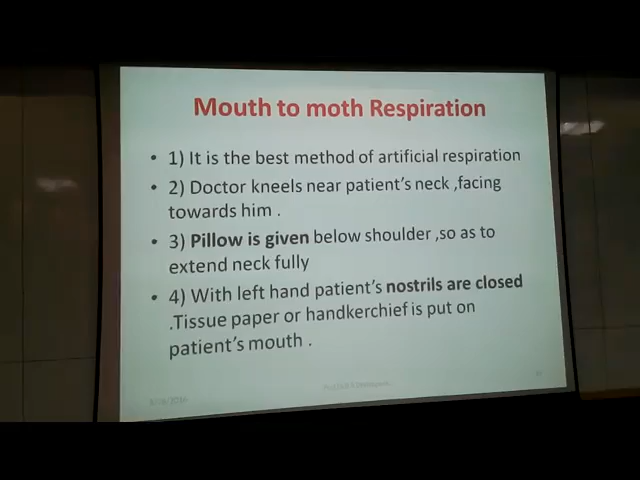 Mouth to moth Respiration
• 1) It is the best method of artificial respiration
• 2) Doctor kneels near patient's neck ,facing
towards him .
• 3) Pillow is given below shoulder ,so as to
extend neck fully
• 4) With left hand patient's nostrils are closed
.Tissue paper or handkerchief is put on
patient's mouth .